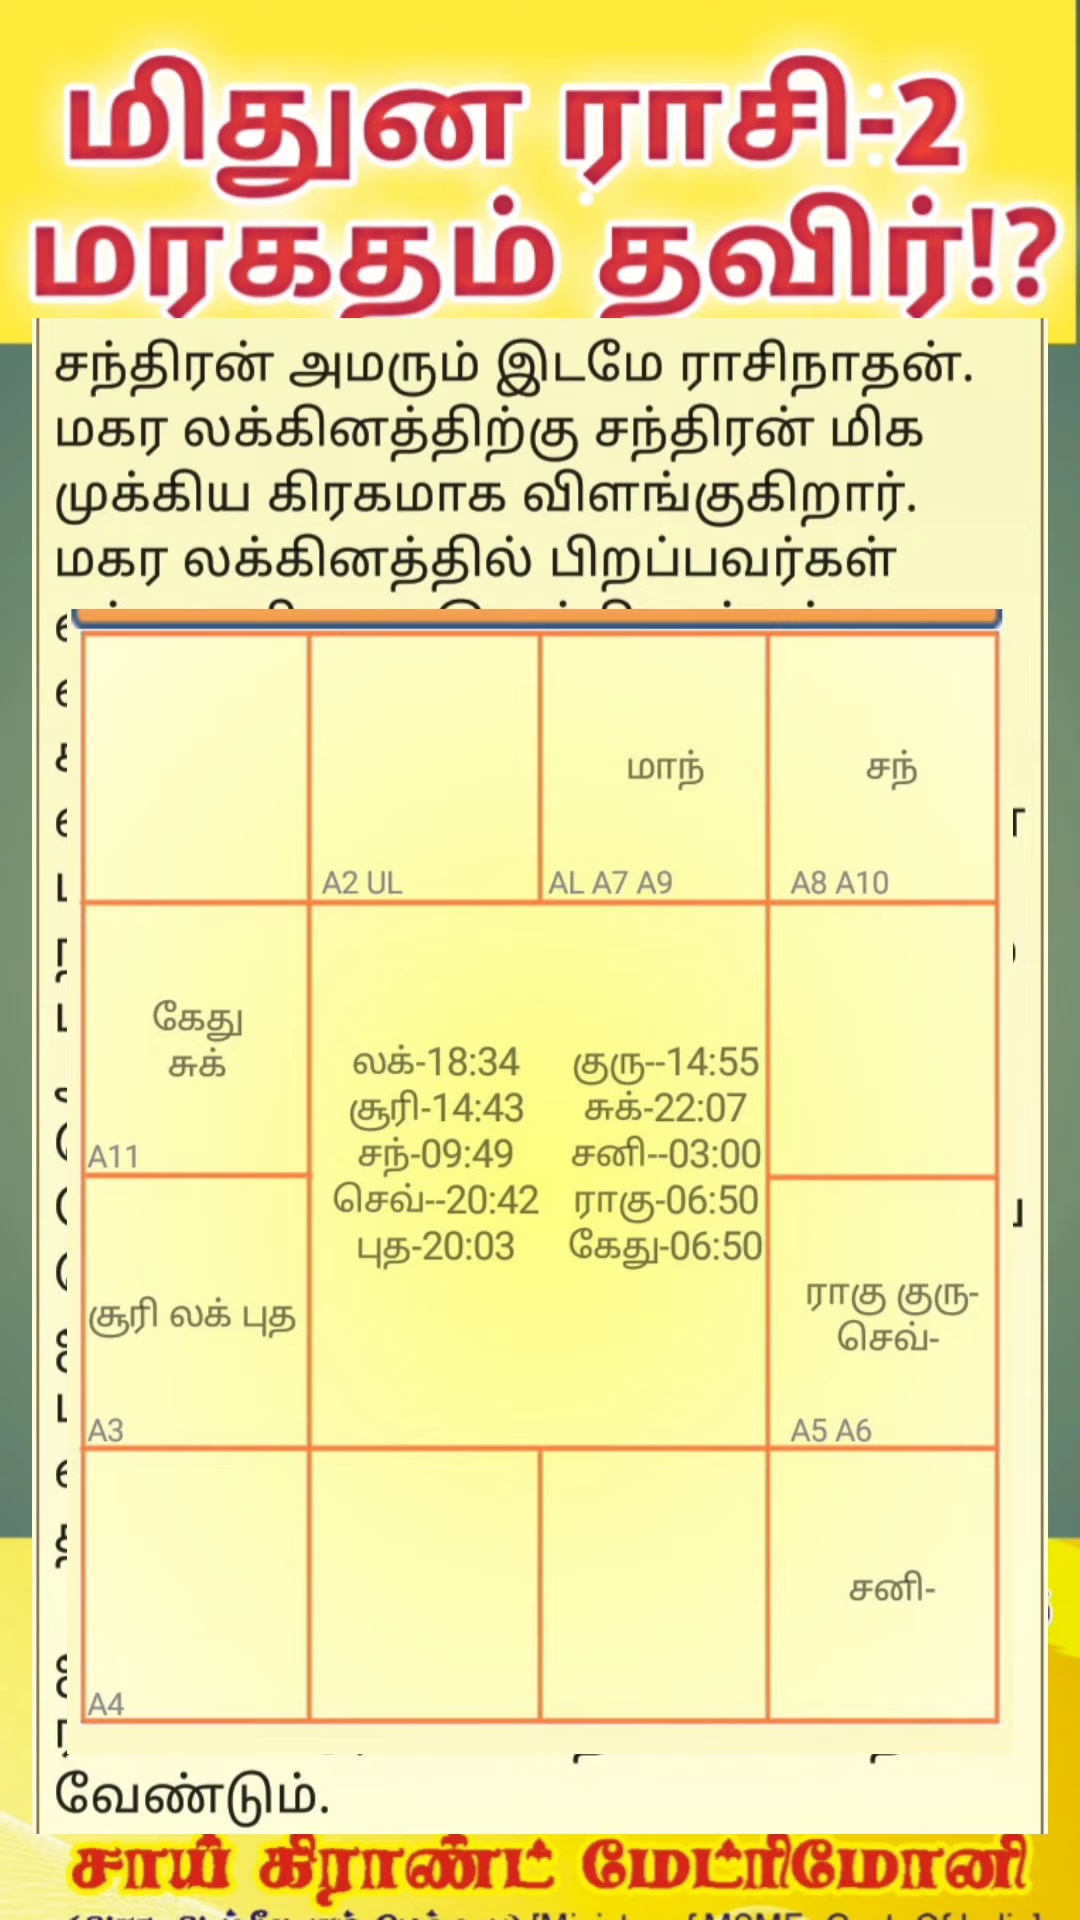 மிதுன ராசி-2
மரகதம் தவிர்!?
சந்திரன் அமரும் இடமே ராசிநாதன்.
மகர லக்கினத்திற்கு சந்திரன் மிக
முக்கிய கிரகமாக விளங்குகிறார்.
மகர லக்கினத்தில் பிறப்பவர்கள்
மாந்
சந்
A2 UL
AL A7 A9
A8 A10
கேது
சுக்
A11
லக்-18:34 குரு--14:55
சூரி-14:43 சுக்-22:07
சந்-09:49 சனி--03:00
செவ்--20:42 ராகு-06:50
புத-20:03 கேது-06:50
சூரி லக் புத
A3
ராகு குரு-
செவ்-
A5 A6
சனி-
A4
வேண்டும்.
சாய் கிராண்ட் மேட்ரிமோனி